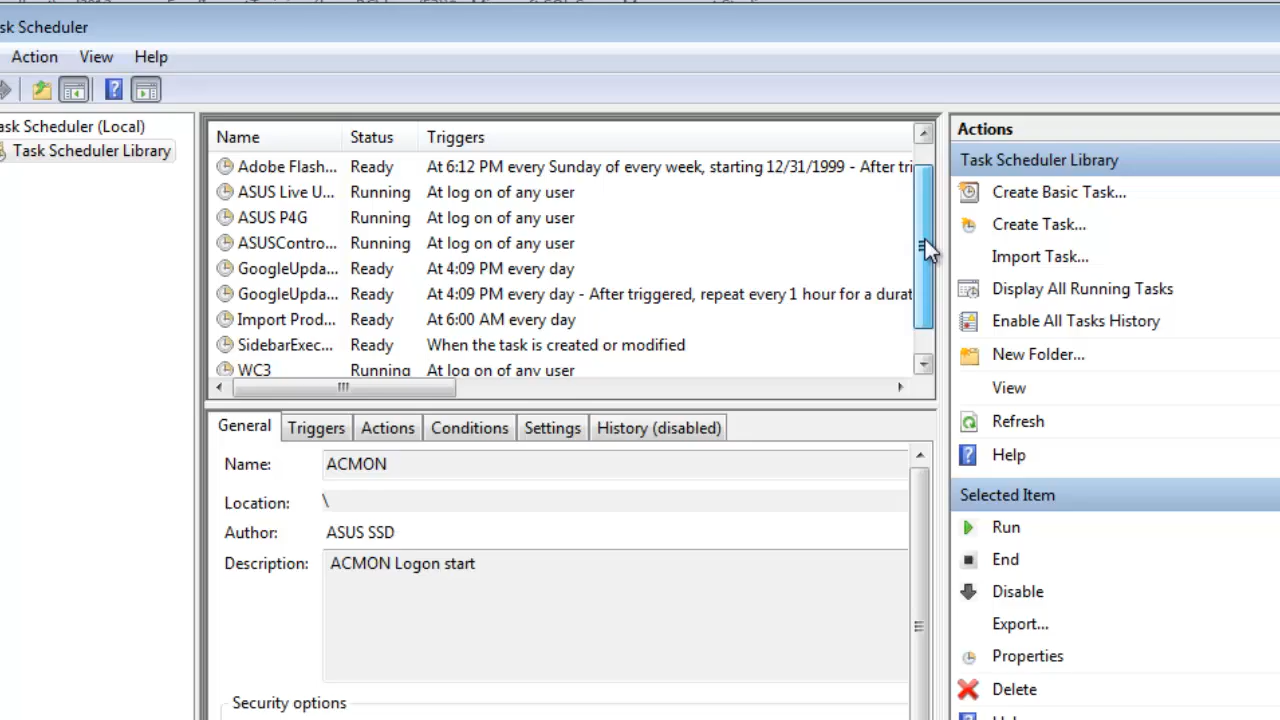 sk Scheduler
Action View Help
ask Scheduler (Local)
Task Scheduler Library
Name Status Triggers
Adobe Flash... Ready At 6:12 PM every Sunday of every week, starting 12/31/1999 - After tri
ASUS Live U... Running At log on of any user
ASUS P4G Running At log on of any user
ASUSContro... Running At log on of any user
GoogleUpda... Ready At 4:09 PM every day
GoogleUpda... Ready At 4:09 PM every day - After triggered, repeat every 1 hour for a durat
Import Prod... Ready At 6:00 AM every day
SidebarExec... Ready When the task is created or modified
WC3 Running At log on of any user
General Triggers Actions Conditions Settings History (disabled)
Name: ACMON
Location: \
Author: ASUS SSD
Description: ACMON Logon start
Security options
Actions
Task Scheduler Library
Create Basic Task...
Create Task...
Import Task...
Display All Running Tasks
Enable All Tasks History
New Folder...
View
Refresh
Help
Selected Item
Run
End
Disable
Export...
Properties
Delete